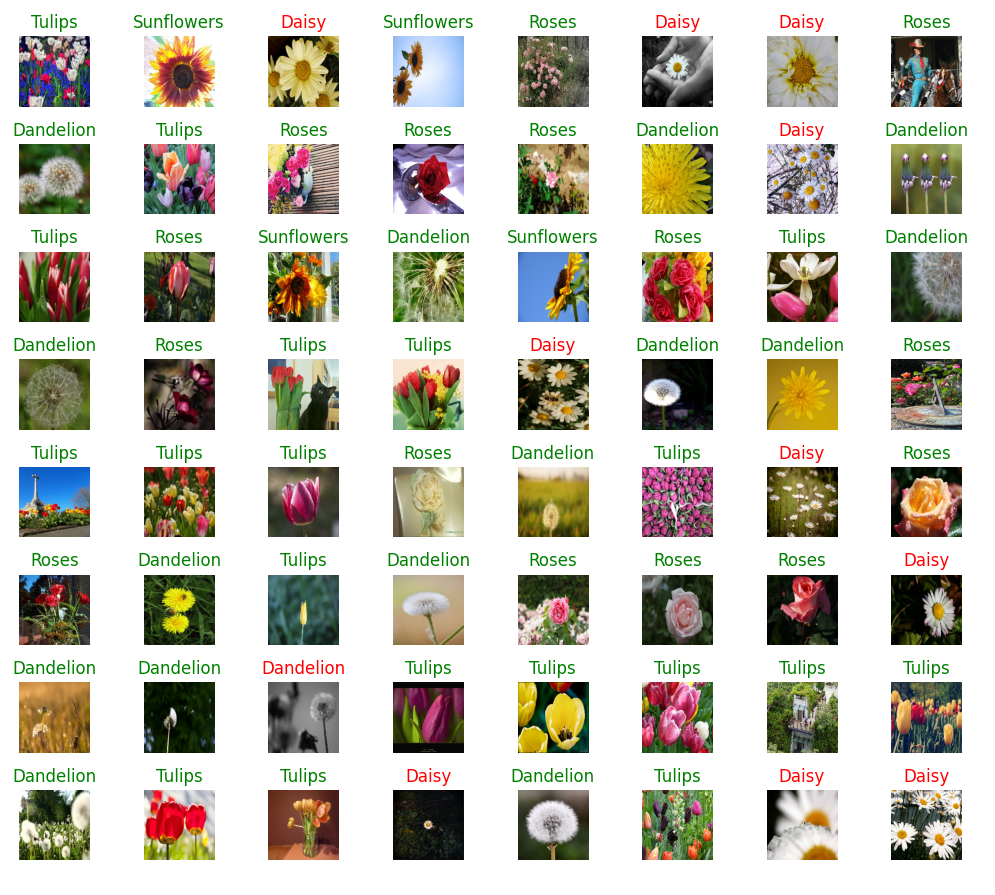 Tulips Sunflowers Daisy Sunflowers Roses Daisy Daisy Roses
Dandelion Tulips Roses Roses Roses Dandelion Daisy Dandelion
Tulips Roses Sunflowers Dandelion Sunflowers Roses Tulips Dandelion
Dandelion Roses Tulips Tulips Daisy Dandelion Dandelion Roses
Tulips Tulips Tulips Roses Dandelion Tulips Daisy Roses
Roses Dandelion Tulips Dandelion Roses Roses Roses Daisy
Dandelion Dandelion Dandelion Tulips Tulips Tulips Tulips Tulips
Dandelion Tulips Tulips Daisy Dandelion Tulips Daisy Daisy